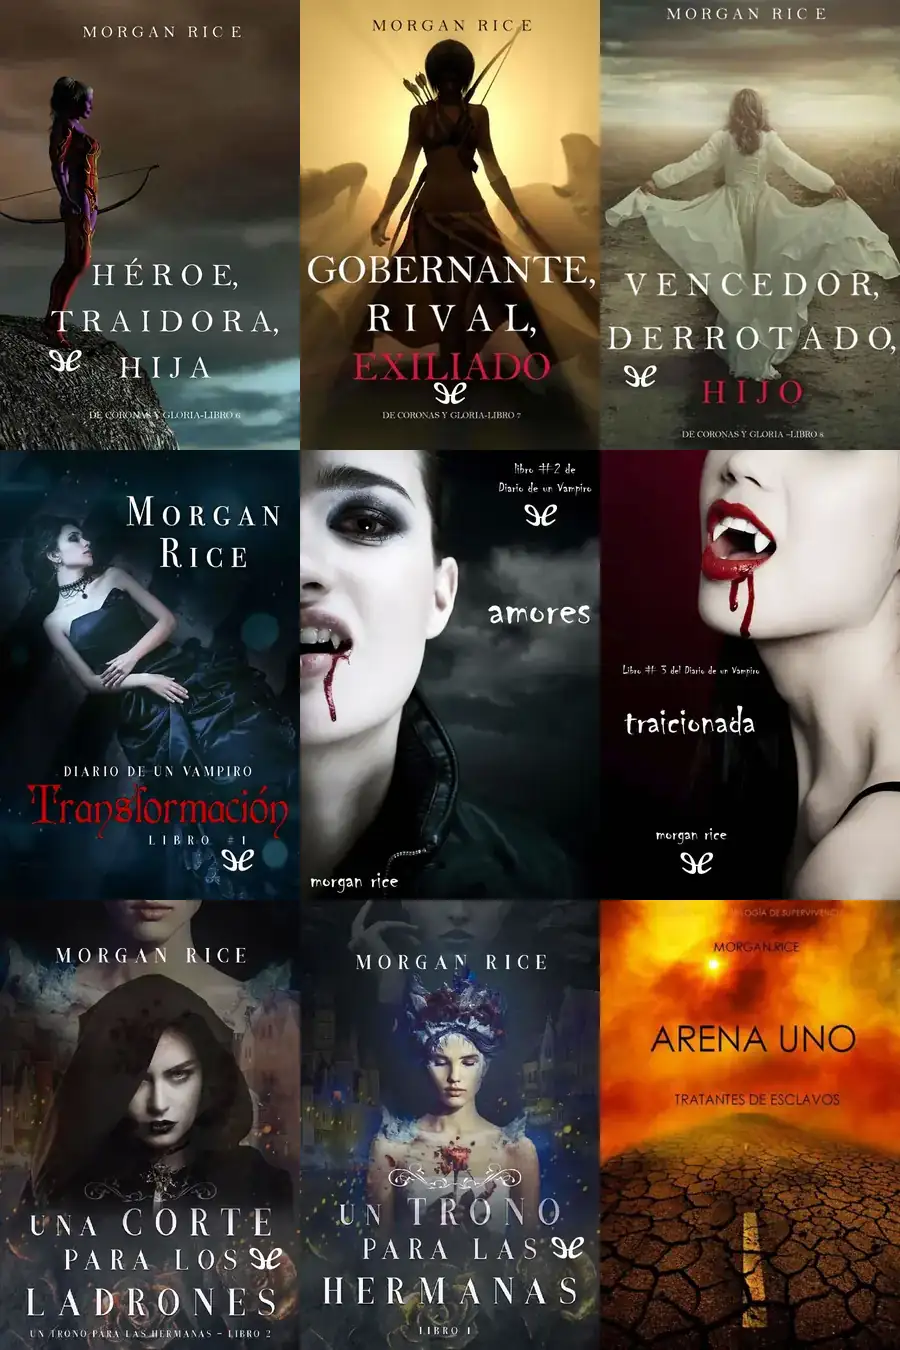 MORGAN RICE
HÉROE,
TRAIDORA,
HIJA
DE CORONAS Y GLORIA-LIBRO 6
MORGAN RICE
GOBERNANTE,
RIVAL,
EXILIADO
DE CORONAS Y GLORIA-LIBRO 7
MORGAN RICE
VENCEDOR,
DERROTADO,
HIJO
DE CORONAS Y GLORIA -LIBRO 8
MORGAN
RICE
DIARIO DE UN VAMPIRO
Transformación
LIBRO #1
libro #2 de
Diario de un Vampiro
amores
morgan rice
Libro # 3 del Diario de un Vampiro
traicionada
morgan rice
MORGAN RICE
UNA CORTE
PARA LOS
LADRONES
UN TRONO PARA LAS HERMANAS – LIBRO 2
MORGAN RICE
UN TRONO
PARA LAS
HERMANAS
LIBRO 1
TRILOGÍA DE SUPERVIVENCIA
MORGAN RICE
ARENA UNO
TRATANTES DE ESCLAVOS